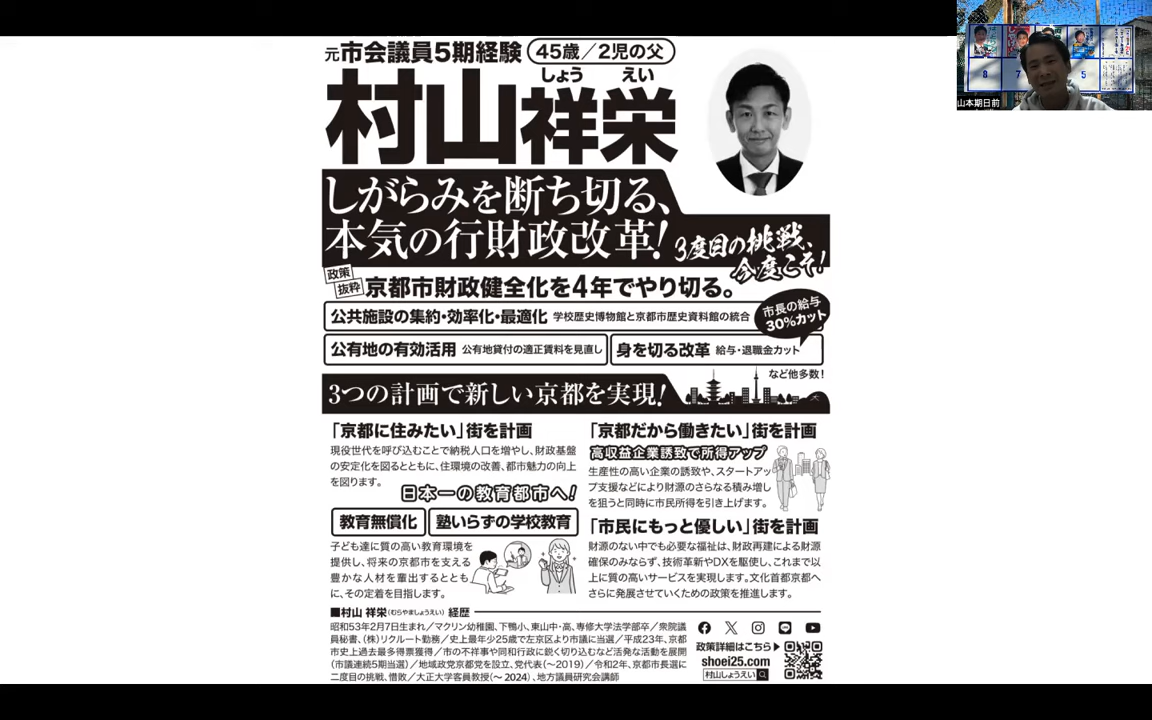 元市会議員5期経験
45歳／2児の父
しょう えい
村山祥栄
しがらみを断ち切る、
本気の行財政改革!
3度目の挑戦、
今度こそ!
政策
抜粋
京都市財政健全化を4年でやり切る。
公共施設の集約・効率化・最適化 学校歴史博物館と京都市歴史資料館の統合
市長の給与
30%カット
公有地の有効活用 公有地貸付の適正賃料を見直し
身を切る改革 給与・退職金カット
など他多数!
3つの計画で新しい京都を実現!
「京都に住みたい」街を計画
現役世代を呼び込むことで納税人口を増やし、財政基盤
の安定化を図るとともに、住環境の改善、都市魅力の向上
を図ります。
日本一の教育都市へ!
教育無償化
塾いらずの学校教育
子ども達に質の高い教育環境を
提供し、将来の京都市を支える
豊かな人材を輩出するととも
に、その定着を目指します。
「京都だから働きたい」街を計画
高収益企業誘致で所得アップ
生産性の高い企業の誘致や、スタートアッ
プ支援などにより財源のさらなる積み増し
を狙うと同時に市民所得を引き上げます。
「市民にもっと優しい」街を計画
財源のない中でも必要な福祉は、財政再建による財源
確保のみならず、技術革新やDXを駆使し、これまで以
上に質の高いサービスを実現します。文化首都京都へ
さらに発展させていくための政策を推進します。
■村山 祥栄(むらやましょうえい) 経歴
昭和53年2月7日生まれ／マクリン幼稚園、下鴨小、東山中・高、専修大学法学部卒／衆院議
員秘書、(株)リクルート勤務／史上最年少25歳で左京区より市議に当選／平成23年、京都
市史上過去最多得票獲得／市の不祥事や同和行政に鋭く切り込むなど活発な活動を展開
(市議連続5期当選)／地域政党京都党を設立、党代表(～2019)／令和2年、京都市長選に
二度目の挑戦、惜敗／大正大学客員教授(～2024)、地方議員研究会講師
政策詳細はこちら▶
shoei25.com
村山しょうえい
山本期日前
8
7
5